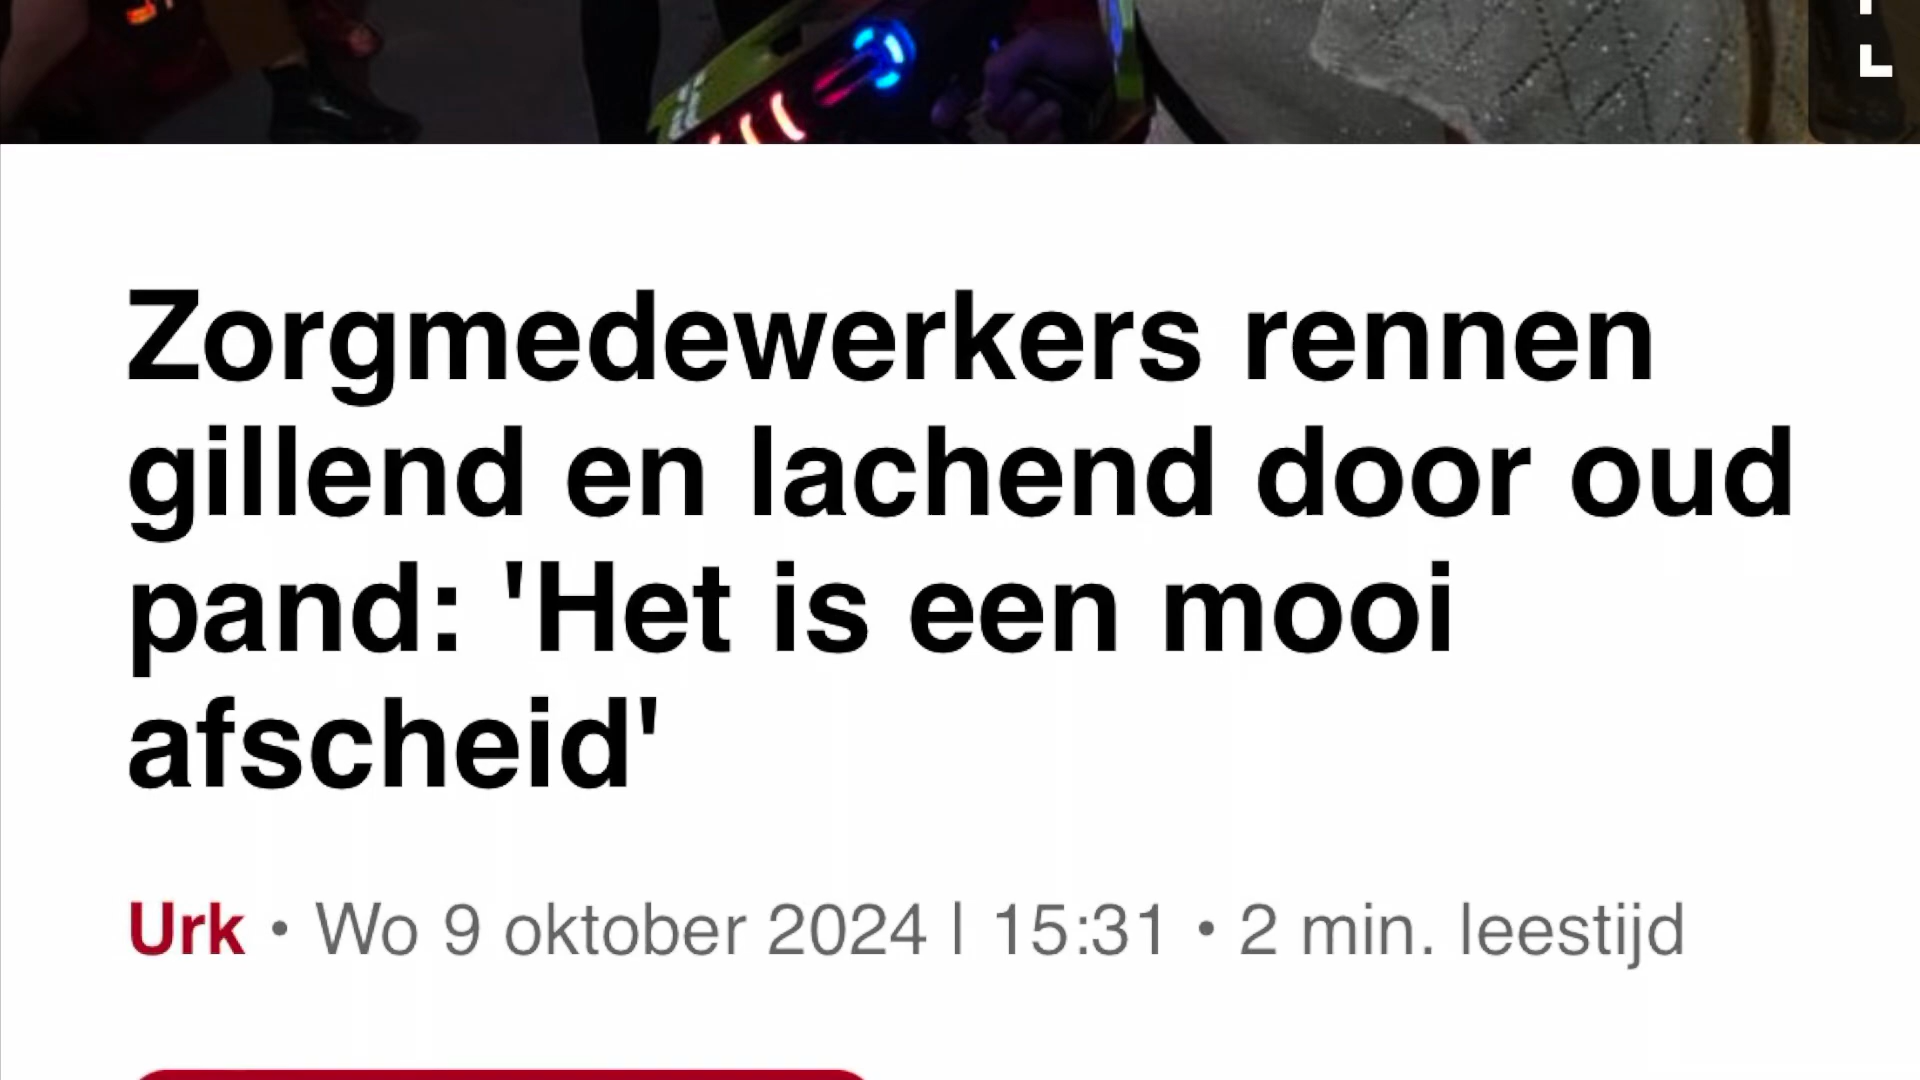 Zorgmedewerkers rennen
gillend en lachend door oud
pand: 'Het is een mooi
afscheid'
Urk • Wo 9 oktober 2024 | 15:31 • 2 min. leestijd